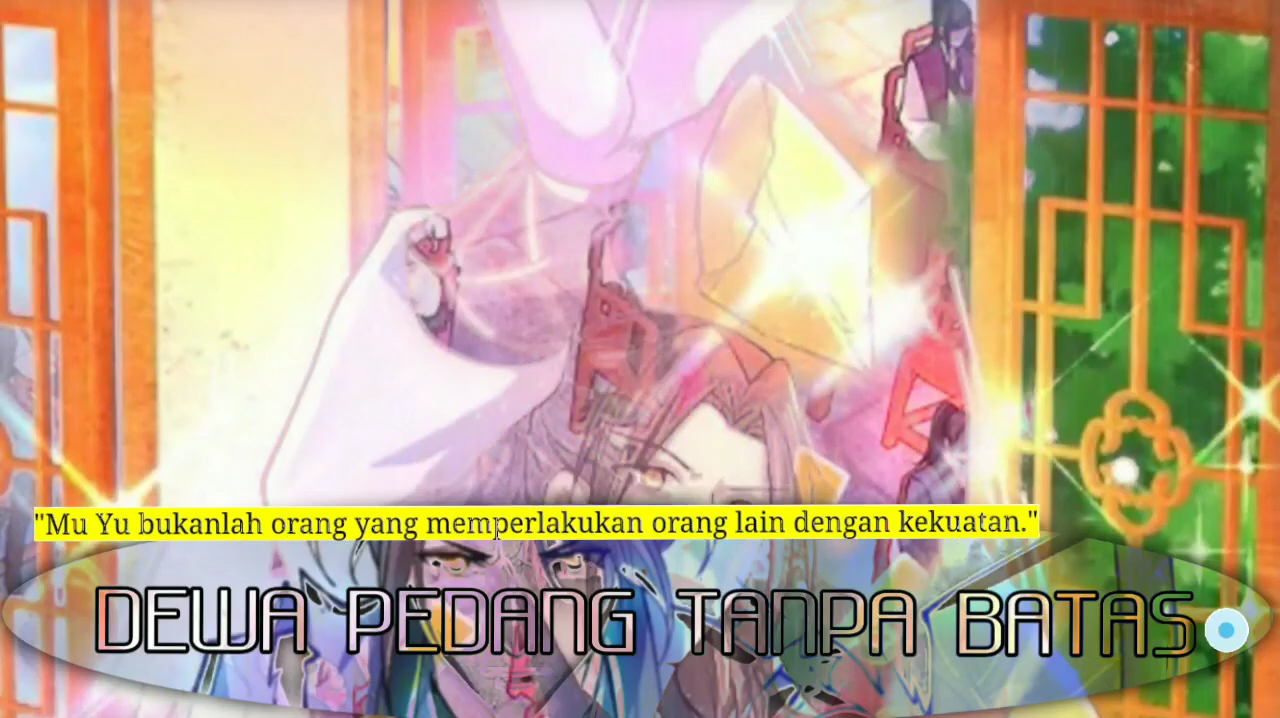 "Mu Yu bukanlah orang yang memperlakukan orang lain dengan kekuatan."
DEWA PEDANG TANPA BATAS